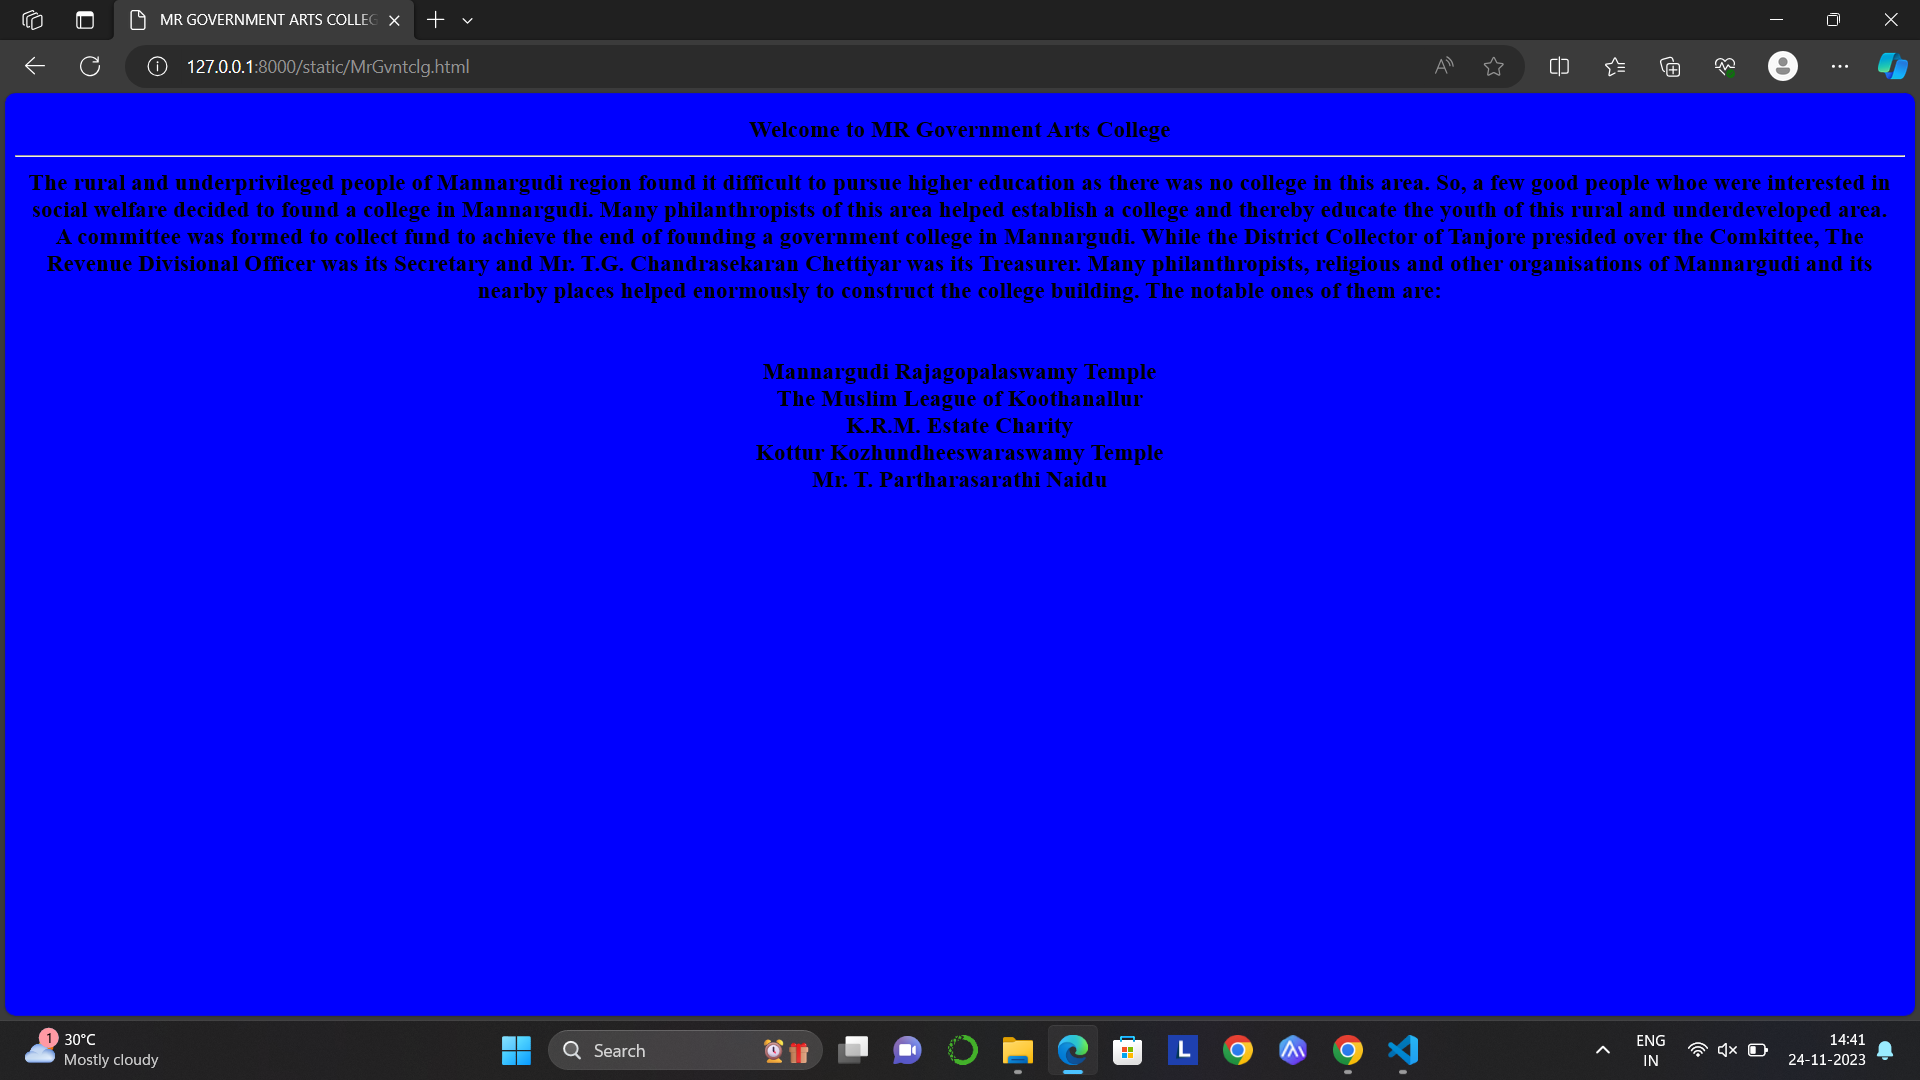 MR GOVERNMENT ARTS COLLEG
127.0.0.1:8000/static/MrGvntclg.html
Welcome to MR Government Arts College
The rural and underprivileged people of Mannargudi region found it difficult to pursue higher education as there was no college in this area. So, a few good people whoe were interested in
social welfare decided to found a college in Mannargudi. Many philanthropists of this area helped establish a college and thereby educate the youth of this rural and underdeveloped area.
A committee was formed to collect fund to achieve the end of founding a government college in Mannargudi. While the District Collector of Tanjore presided over the Comkittee, The
Revenue Divisional Officer was its Secretary and Mr. T.G. Chandrasekaran Chettiyar was its Treasurer. Many philanthropists, religious and other organisations of Mannargudi and its
nearby places helped enormously to construct the college building. The notable ones of them are:
Mannargudi Rajagopalaswamy Temple
The Muslim League of Koothanallur
K.R.M. Estate Charity
Kottur Kozhundheeswaraswamy Temple
Mr. T. Partharasarathi Naidu
1
30°C
Mostly cloudy
Search
L
ENG
IN
14:41
24-11-2023